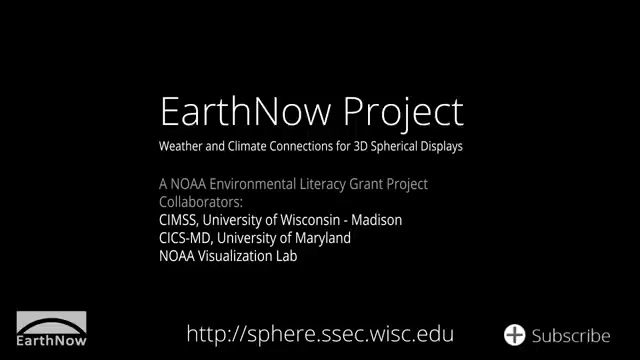 EarthNow Project
Weather and Climate Connections for 3D Spherical Displays
A NOAA Environmental Literacy Grant Project
Collaborators:
CIMSS, University of Wisconsin - Madison
CICS-MD, University of Maryland
NOAA Visualization Lab
EarthNow
http://sphere.ssec.wisc.edu
Subscribe